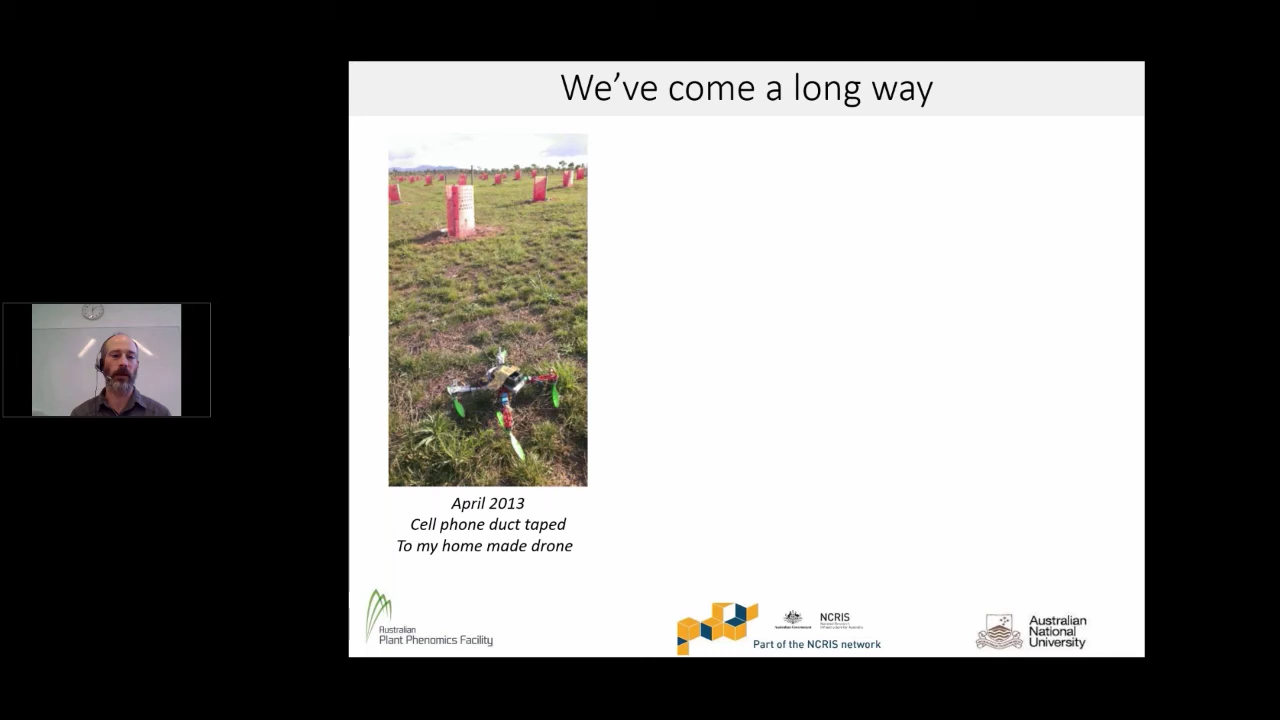 We've come a long way
April 2013
Cell phone duct taped
To my home made drone
Australian
Plant Phenomics Facility
NCRIS
Part of the NCRIS network
Australian
National
University